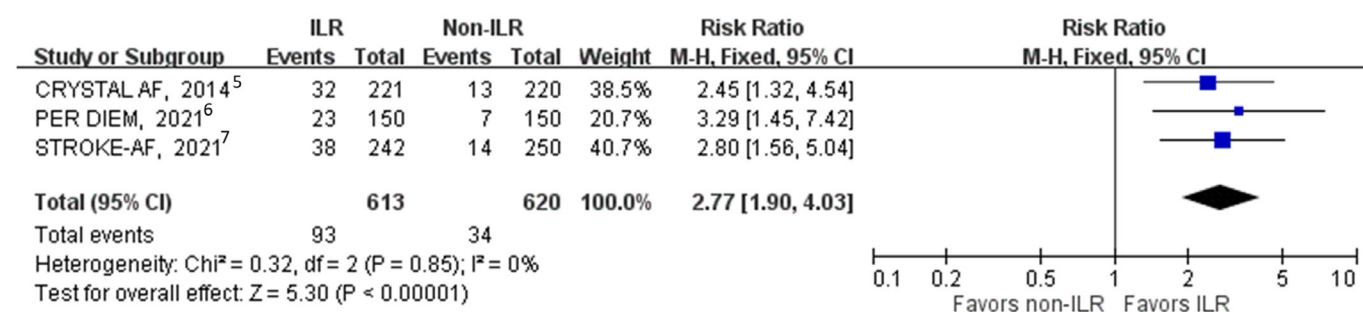 ILR Non-ILR Risk Ratio Risk Ratio
Study or Subgroup Events Total Events Total Weight M-H, Fixed, 95% CI M-H, Fixed, 95% CI
CRYSTAL AF, 2014⁵ 32 221 13 220 38.5% 2.45 [1.32, 4.54]
PER DIEM, 2021⁶ 23 150 7 150 20.7% 3.29 [1.45, 7.42]
STROKE-AF, 2021⁷ 38 242 14 250 40.7% 2.80 [1.56, 5.04]
Total (95% CI) 613 620 100.0% 2.77 [1.90, 4.03]
Total events 93 34
Heterogeneity: Chi² = 0.32, df = 2 (P = 0.85); I² = 0%
Test for overall effect: Z = 5.30 (P < 0.00001)
0.1 0.2 0.5 1 2 5 10
Favors non-ILR Favors ILR